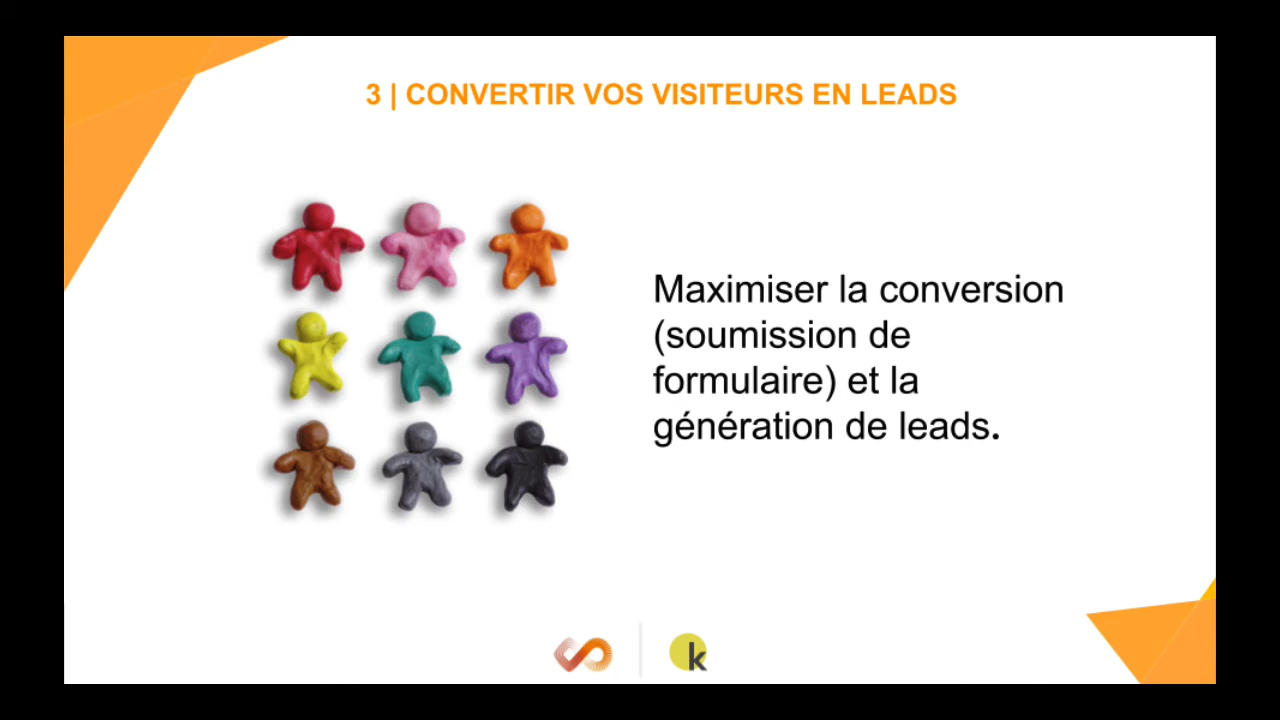 3 | CONVERTIR VOS VISITEURS EN LEADS
Maximiser la conversion
(soumission de
formulaire) et la
génération de leads.
k